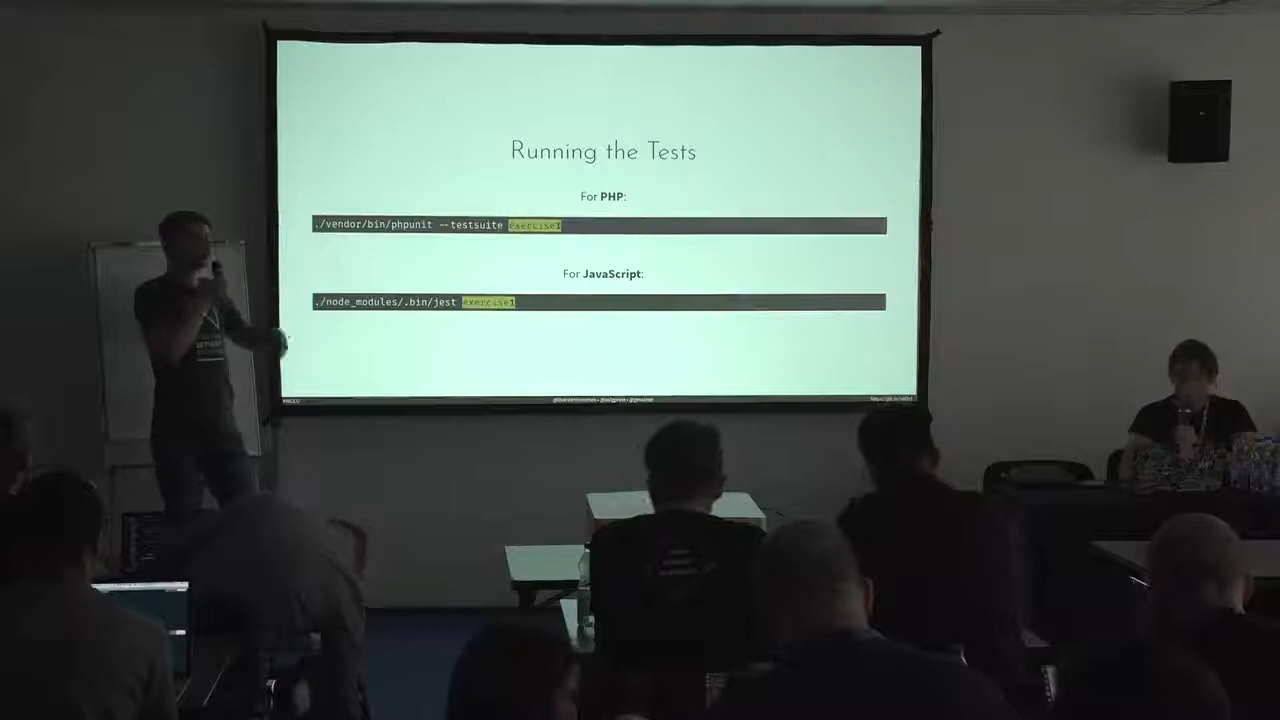 Running the Tests
For PHP:
./vendor/bin/phpunit --testsuite exercise1
For JavaScript:
./node_modules/.bin/jest exercise1